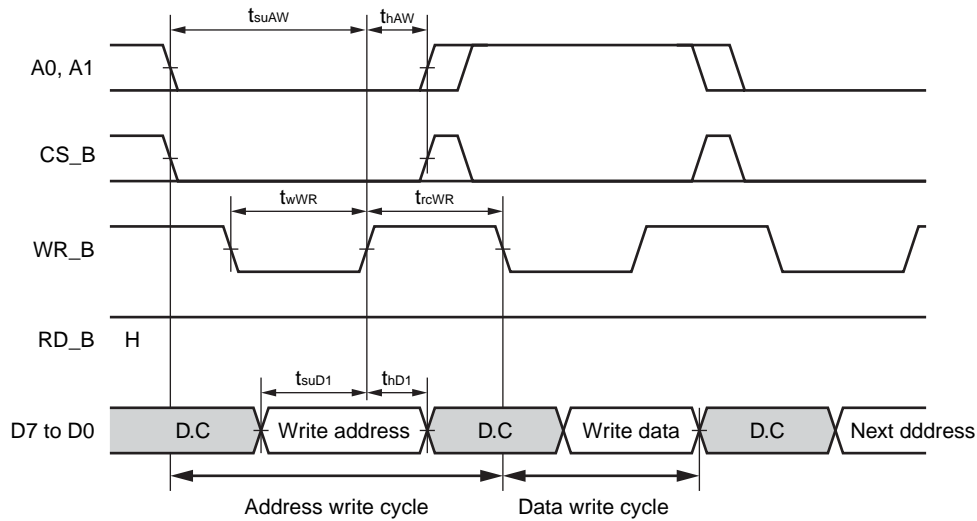 tsuAW thAW
A0, A1
CS_B
twWR trcWR
WR_B
RD_B H
tsuD1 thD1
D7 to D0 D.C Write address D.C Write data D.C Next dddress
Address write cycle Data write cycle